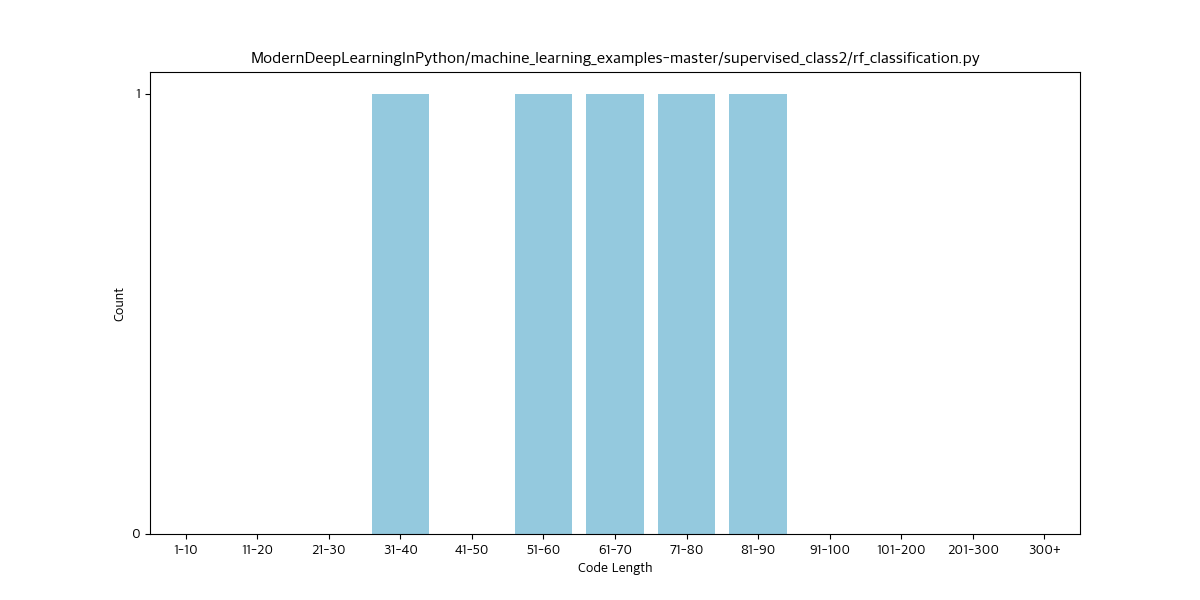 ModernDeepLearningInPython/machine_learning_examples-master/supervised_class2/rf_classification.py
1
Count
0
1-10 11-20 21-30 31-40 41-50 51-60 61-70 71-80 81-90 91-100 101-200 201-300 300+
Code Length